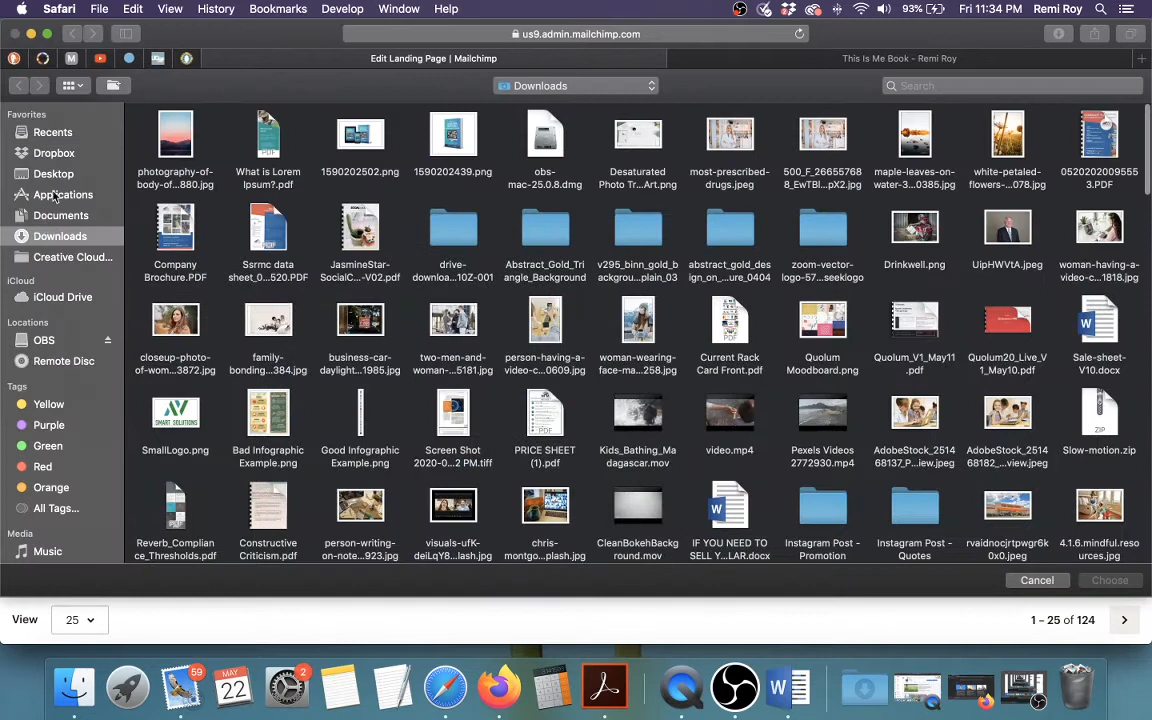 Safari File Edit View History Bookmarks Develop Window Help 93% Fri 11:34 PM Remi Roy
us9.admin.mailchimp.com
Edit Landing Page | Mailchimp This Is Me Book - Remi Roy
Downloads Search
Favorites
Recents
Dropbox
Desktop
Applications
Documents
Downloads
Creative Cloud...
iCloud
iCloud Drive
Locations
OBS
Remote Disc
Tags
Yellow
Purple
Green
Red
Orange
All Tags...
Media
Music
photography-of- What is Lorem 1590202502.png 1590202439.png obs- Desaturated most-prescribed- 500_F_26655768 maple-leaves-on- white-petaled- 0520202009555
body-of...880.jpg Ipsum?.pdf mac-25.0.8.dmg Photo Tr...Art.png drugs.jpeg 8_EwTBl...pX2.jpg water-3...0385.jpg flowers-...078.jpg 3.PDF
Company Ssrmc data JasmineStar- drive- Abstract_Gold_Tri v295_binn_gold_b abstract_gold_des zoom-vector- Drinkwell.png UipHWVtA.jpeg woman-having-a-
Brochure.PDF sheet_0...520.PDF SocialC...-V02.pdf downloa...10Z-001 angle_Background ackgrou...plain_03 ign_on_...ure_0404 logo-57...seeklogo video-c...1818.jpg
closeup-photo- family- business-car- two-men-and- person-having-a- woman-wearing- Current Rack Quolum Quolum_V1_May11 Quolum20_Live_V Sale-sheet-
of-wom...3872.jpg bonding...384.jpg daylight...1985.jpg woman-...5181.jpg video-c...0609.jpg face-ma...258.jpg Card Front.pdf Moodboard.png .pdf 1_May10.pdf V10.docx
PDF
SMART SOLUTIONS PDF ZIP
SmallLogo.png Bad Infographic Good Infographic Screen Shot PRICE SHEET Kids_Bathing_Ma video.mp4 Pexels Videos AdobeStock_2514 AdobeStock_2514 Slow-motion.zip
Example.png Example.png 2020-0...2 PM.tiff (1).pdf dagascar.mov 2772930.mp4 68137_P...iew.jpeg 68182_...view.jpeg
Reverb_Complian Constructive person-writing- visuals-ufK- chris- CleanBokehBackg IF YOU NEED TO Instagram Post - Instagram Post - rvaidnocjrtpwgr6k 4.1.6.mindful.reso
ce_Thresholds.pdf Criticism.pdf on-note...923.jpg deiLqY8...lash.jpg montgo...plash.jpg round.mov SELL Y...LAR.docx Promotion Quotes 0x0.jpeg urces.jpg
Cancel Choose
View 25 1 – 25 of 124
59 MAY 22 2